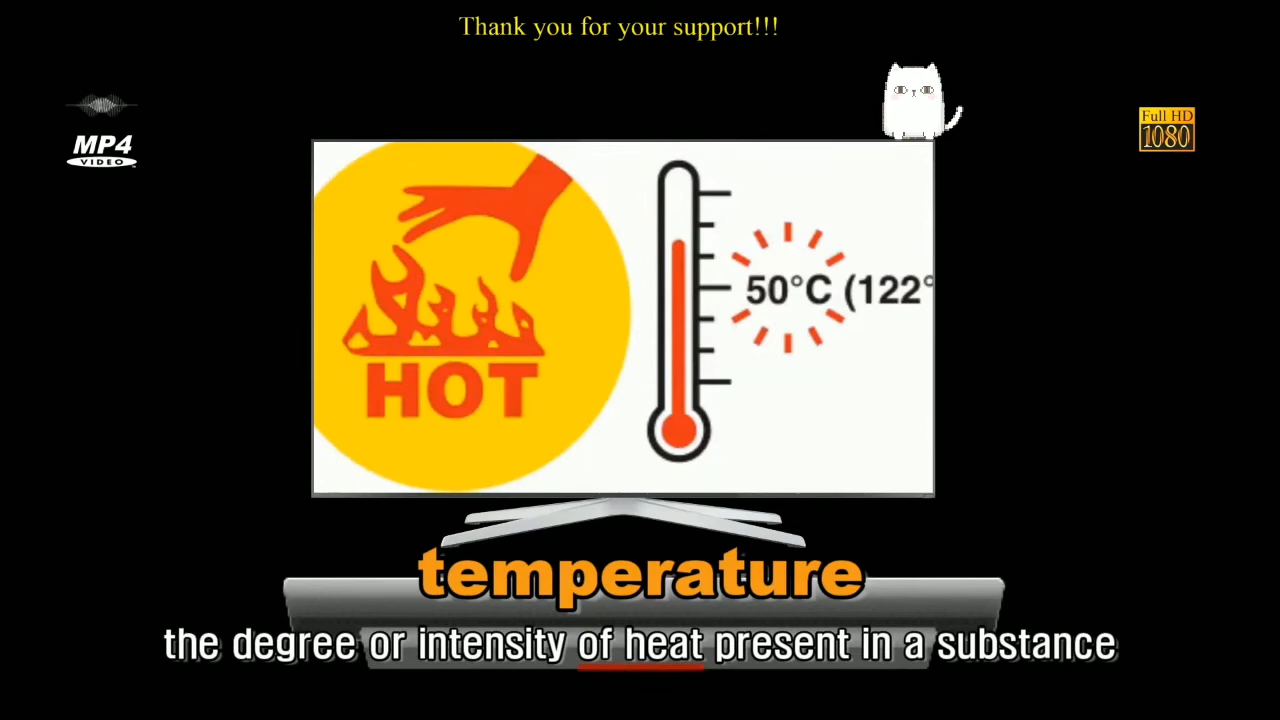 Thank you for your support!!!
MP4
VIDEO
Full HD
1080
50°C (122°
HOT
temperature
the degree or intensity of heat present in a substance